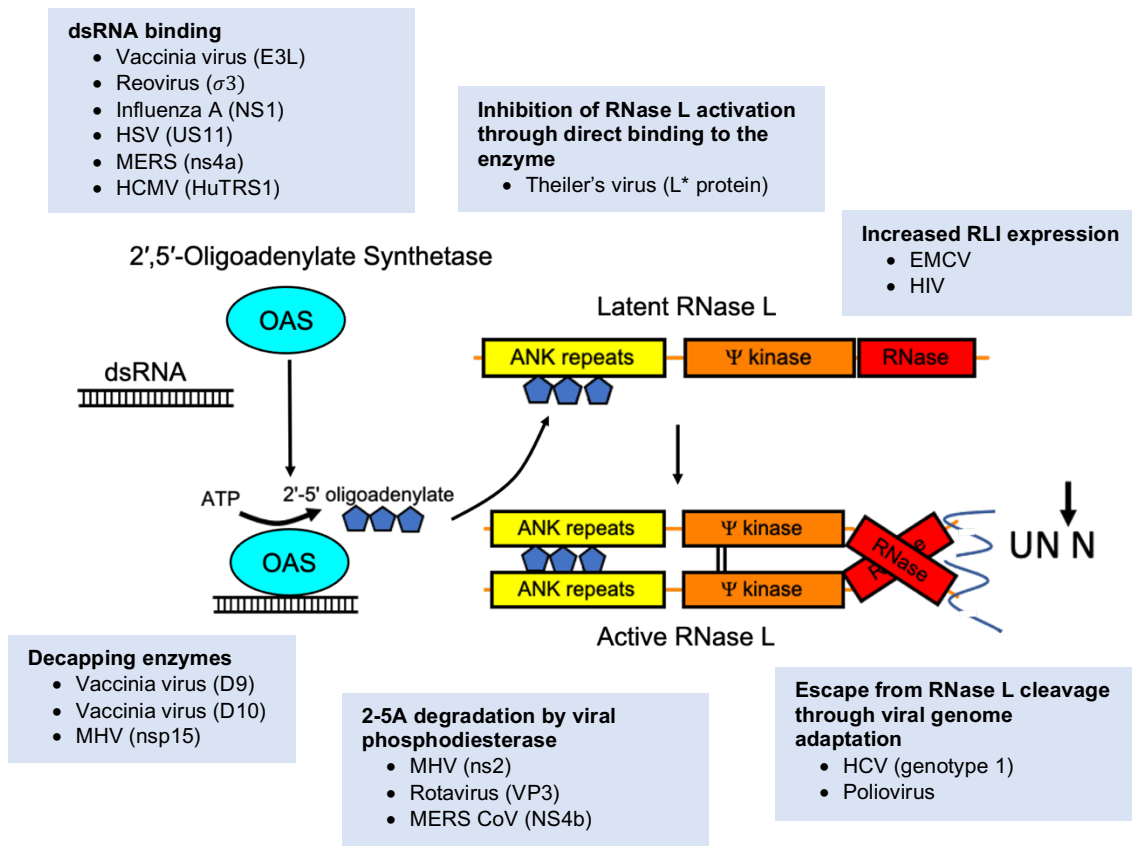 dsRNA binding
• Vaccinia virus (E3L)
• Reovirus (σ3)
• Influenza A (NS1)
• HSV (US11)
• MERS (ns4a)
• HCMV (HuTRS1)
Inhibition of RNase L activation
through direct binding to the
enzyme
• Theiler's virus (L* protein)
Increased RLI expression
• EMCV
• HIV
2′,5′-Oligoadenylate Synthetase
OAS
dsRNA
Latent RNase L
ANK repeats
Ψ kinase
RNase
ATP
2'-5' oligoadenylate
OAS
ANK repeats
Ψ kinase
ANK repeats
Ψ kinase
RNase
UN N
Active RNase L
Decapping enzymes
• Vaccinia virus (D9)
• Vaccinia virus (D10)
• MHV (nsp15)
2-5A degradation by viral
phosphodiesterase
• MHV (ns2)
• Rotavirus (VP3)
• MERS CoV (NS4b)
Escape from RNase L cleavage
through viral genome
adaptation
• HCV (genotype 1)
• Poliovirus